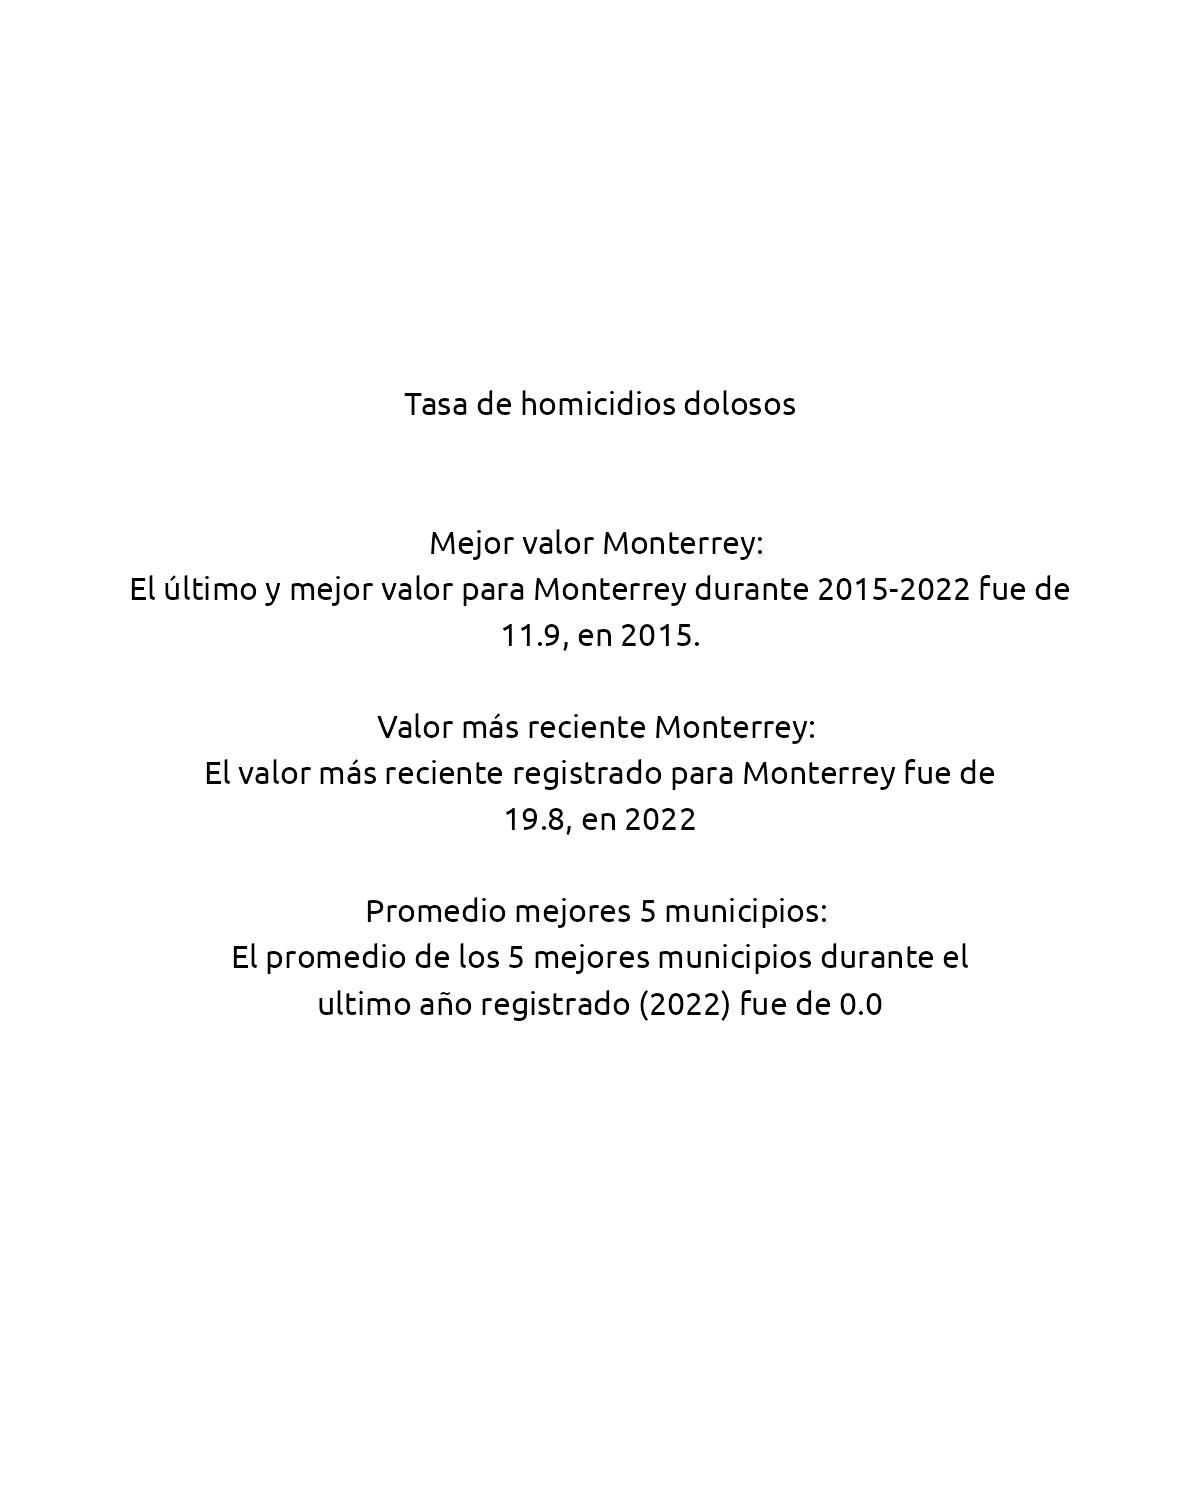 Tasa de homicidios dolosos
Mejor valor Monterrey:
El último y mejor valor para Monterrey durante 2015-2022 fue de
11.9, en 2015.
Valor más reciente Monterrey:
El valor más reciente registrado para Monterrey fue de
19.8, en 2022
Promedio mejores 5 municipios:
El promedio de los 5 mejores municipios durante el
ultimo año registrado (2022) fue de 0.0